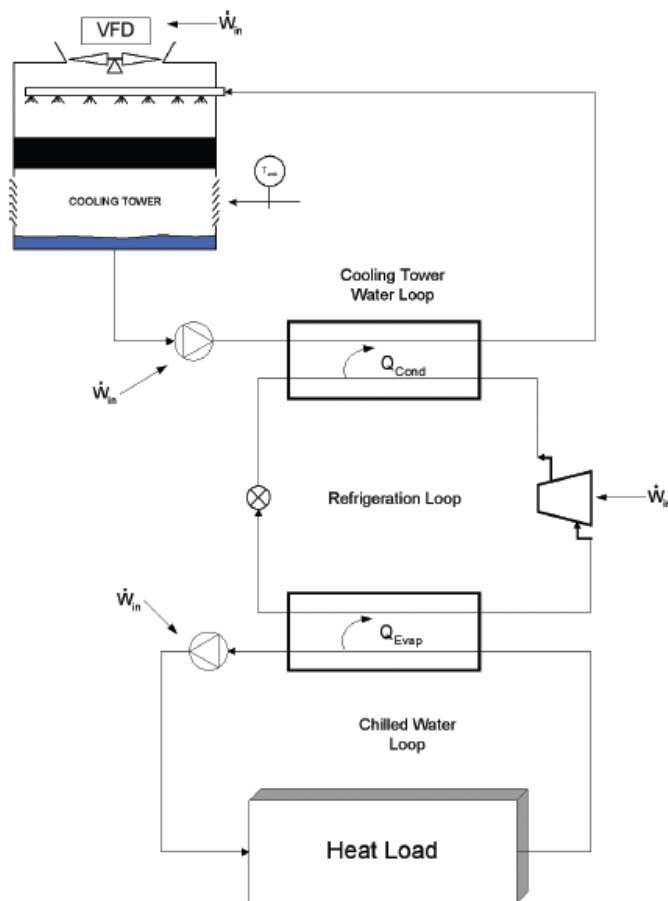 VFD
Ẇin
Tamb
COOLING TOWER
Cooling Tower
Water Loop
QCond
Ẇin
Refrigeration Loop
Ẇin
Ẇin
QEvap
Chilled Water
Loop
Heat Load